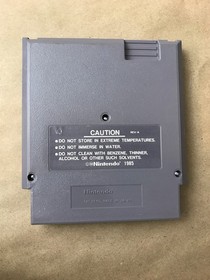 CAUTION
●DO NOT STORE IN EXTREME TEMPERATURES.
●DO NOT IMMERSE IN WATER.
●DO NOT CLEAN WITH BENZENE, THINNER,
ALCOHOL OR OTHER SUCH SOLVENTS.
©®Nintendo 1985
Nintendo